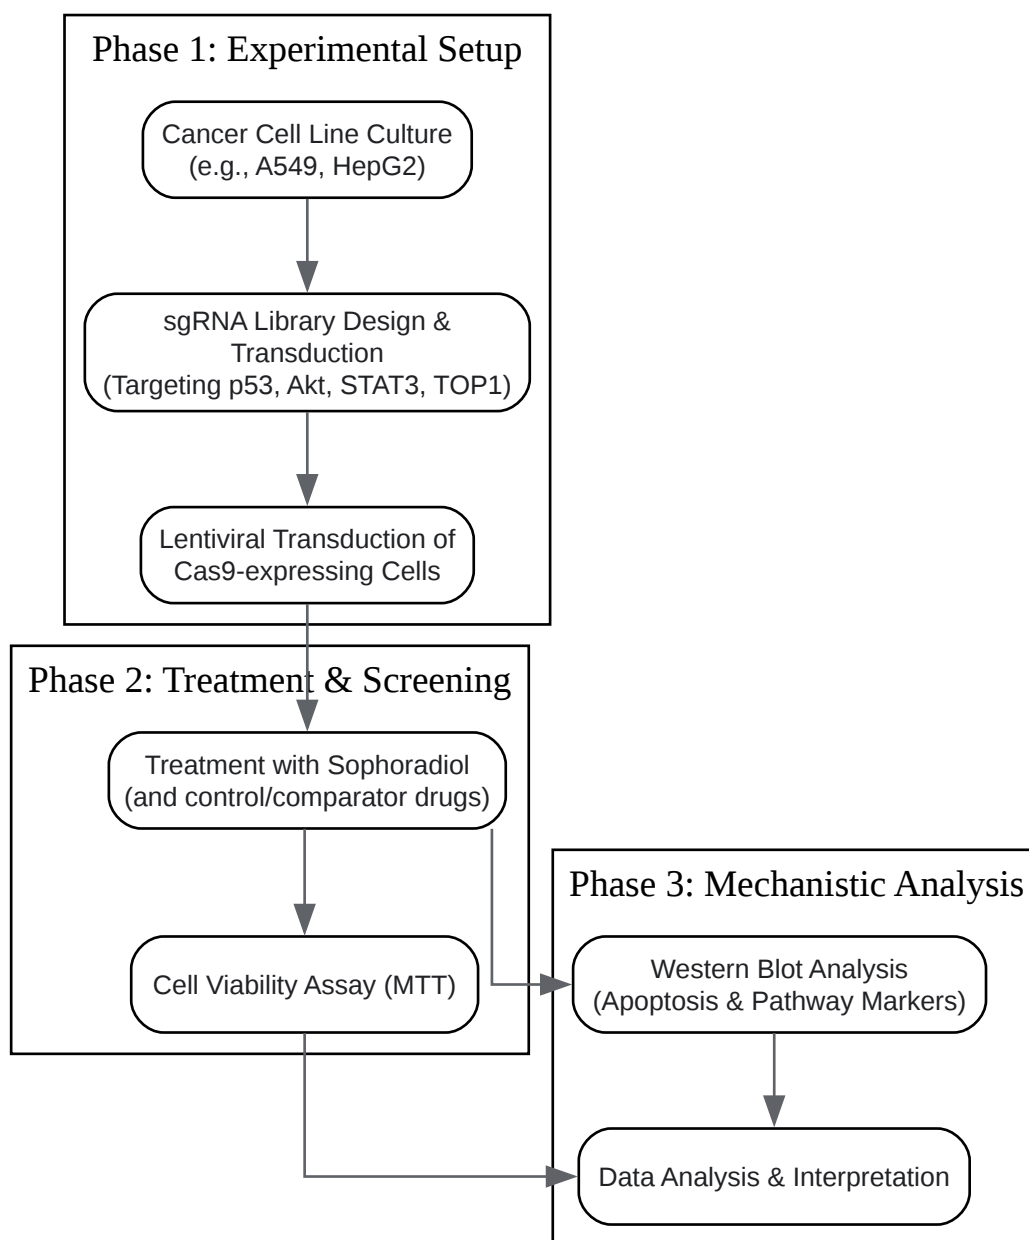 Phase 1: Experimental Setup
Cancer Cell Line Culture
(e.g., A549, HepG2)
sgRNA Library Design &
Transduction
(Targeting p53, Akt, STAT3, TOP1)
Lentiviral Transduction of
Cas9-expressing Cells
Phase 2: Treatment & Screening
Treatment with Sophoradiol
(and control/comparator drugs)
Cell Viability Assay (MTT)
Phase 3: Mechanistic Analysis
Western Blot Analysis
(Apoptosis & Pathway Markers)
Data Analysis & Interpretation